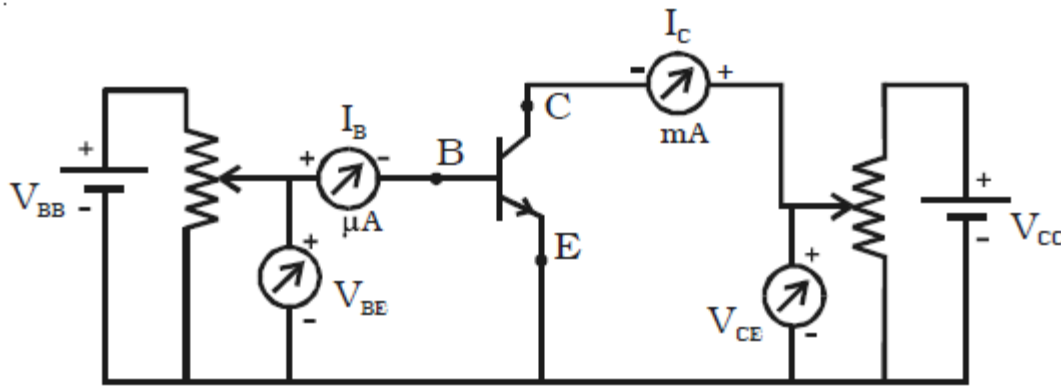 I_C
- +
C
mA
I_B
+ -
B
µA
+
V_BB
-
+
V_BE
-
E
+
V_CE
-
+
V_CC
-